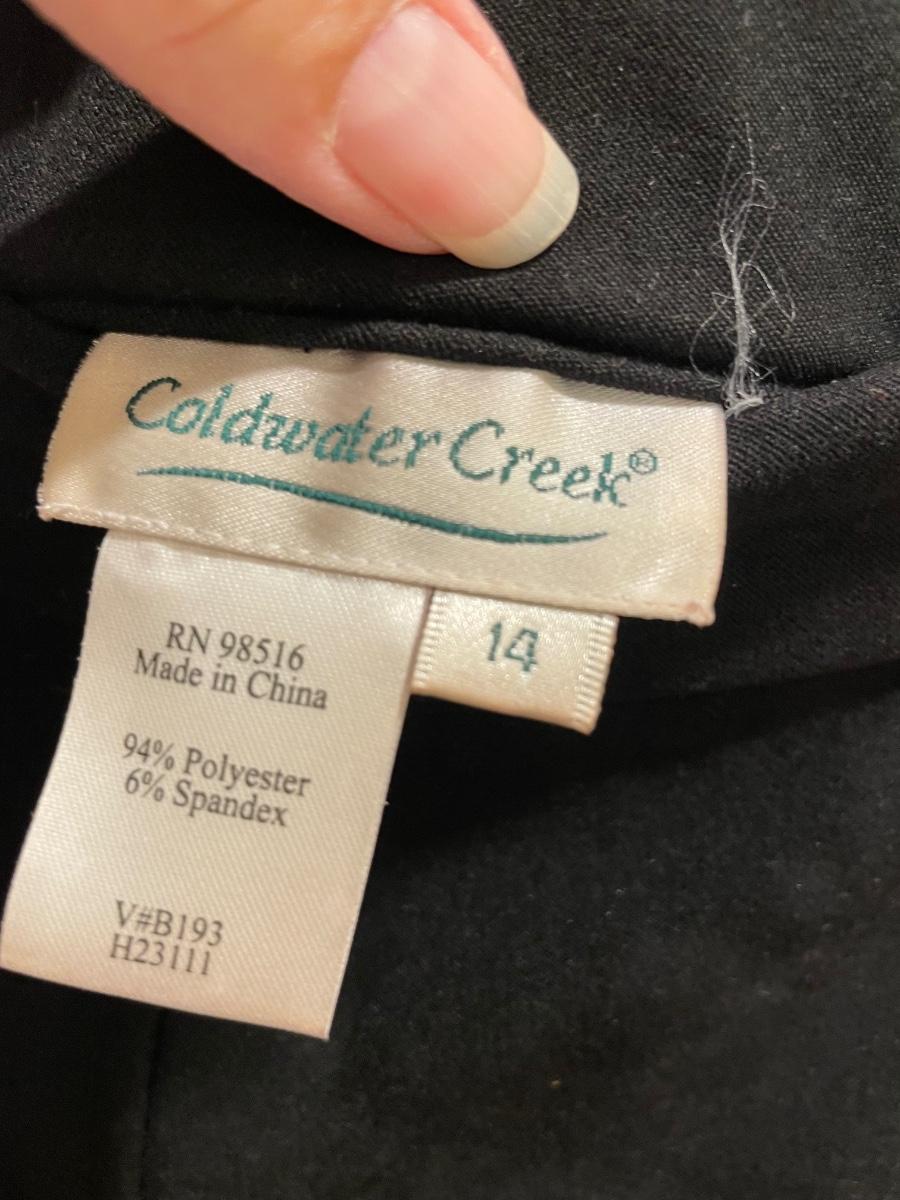 Coldwater Creek®
14
RN 98516
Made in China
94% Polyester
6% Spandex
V#B193
H23111